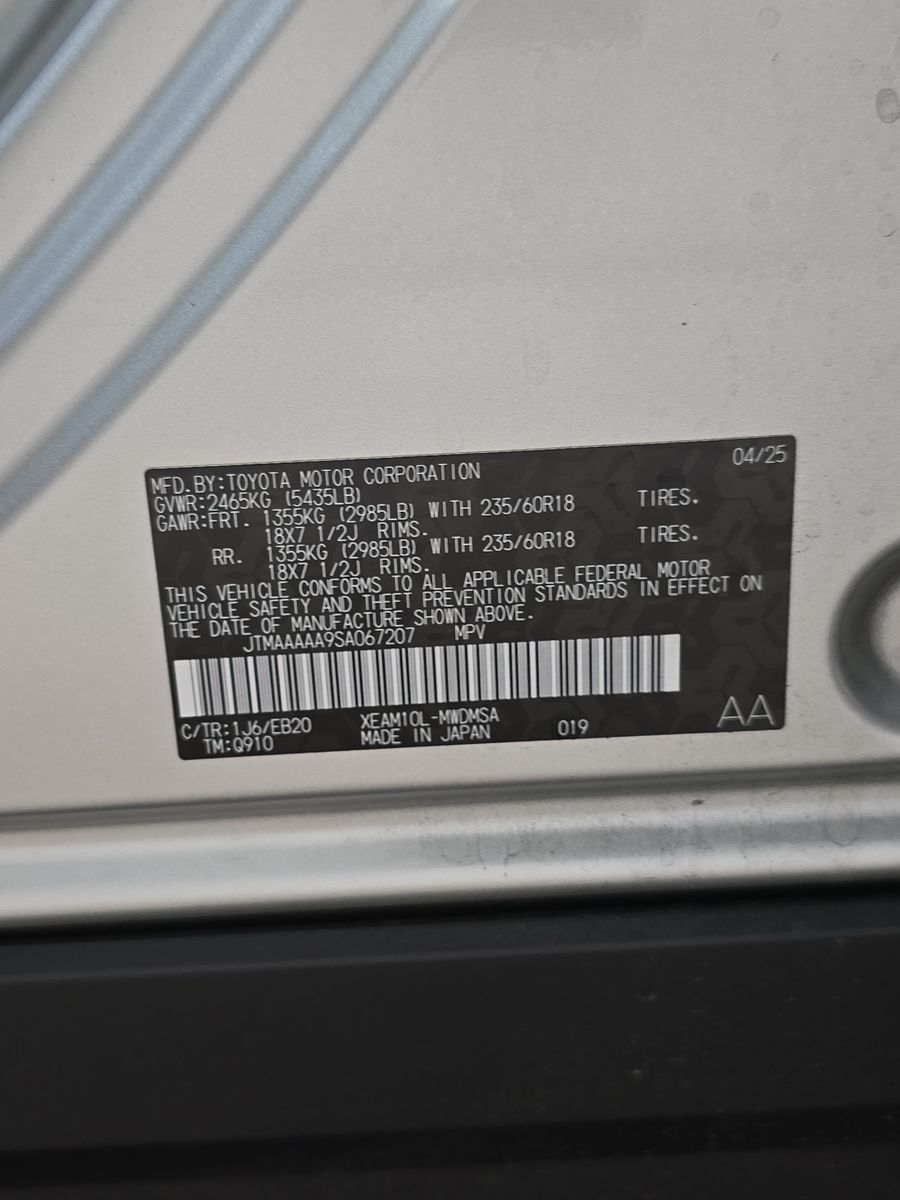 04/25
MFD.BY:TOYOTA MOTOR CORPORATION
GVWR:2465KG (5435LB)
GAWR:FRT. 1355KG (2985LB) WITH 235/60R18 TIRES.
18X7 1/2J RIMS.
RR. 1355KG (2985LB) WITH 235/60R18 TIRES.
18X7 1/2J RIMS.
THIS VEHICLE CONFORMS TO ALL APPLICABLE FEDERAL MOTOR
VEHICLE SAFETY AND THEFT PREVENTION STANDARDS IN EFFECT ON
THE DATE OF MANUFACTURE SHOWN ABOVE.
JTMAAAAA9SA067207 MPV
C/TR:1J6/EB20 XEAM10L-MWDMSA
TM:Q910 MADE IN JAPAN 019 AA